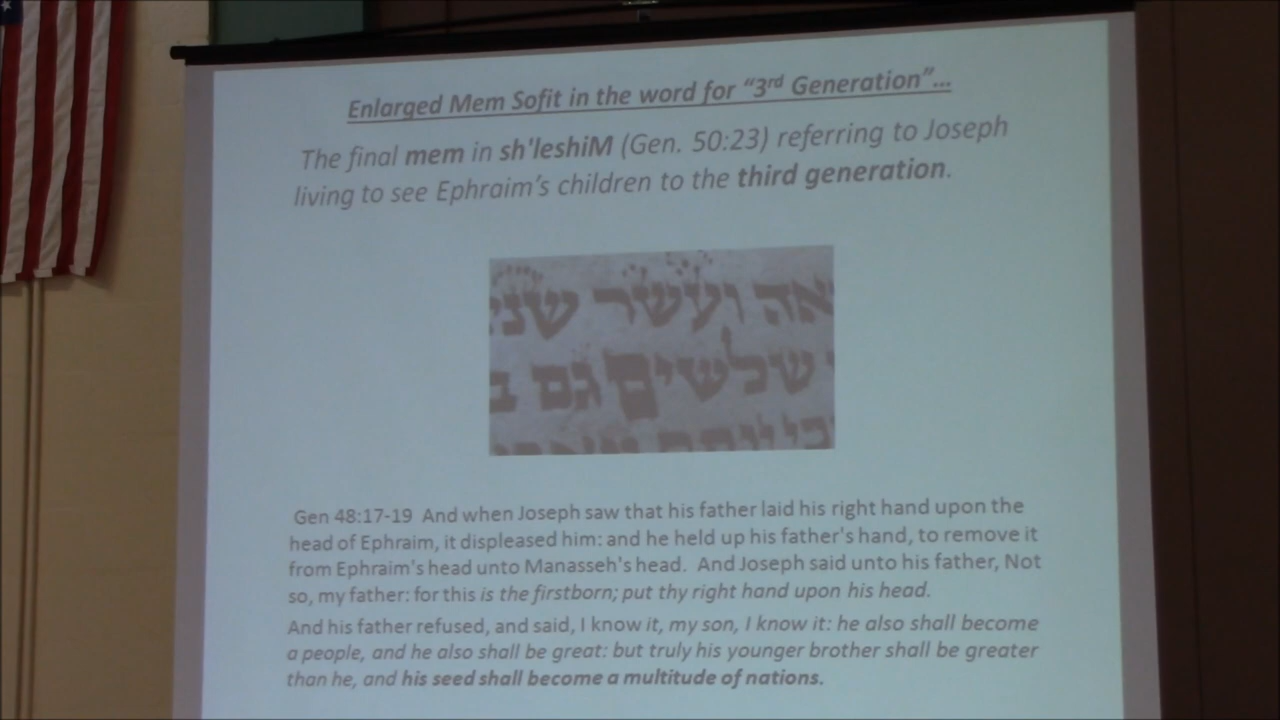 Enlarged Mem Sofit in the word for “3rd Generation”...
The final mem in sh'leshiM (Gen. 50:23) referring to Joseph
living to see Ephraim’s children to the third generation.
ועשר
שלשים גם
Gen 48:17-19 And when Joseph saw that his father laid his right hand upon the
head of Ephraim, it displeased him: and he held up his father's hand, to remove it
from Ephraim's head unto Manasseh's head. And Joseph said unto his father, Not
so, my father: for this is the firstborn; put thy right hand upon his head.
And his father refused, and said, I know it, my son, I know it: he also shall become
a people, and he also shall be great: but truly his younger brother shall be greater
than he, and his seed shall become a multitude of nations.